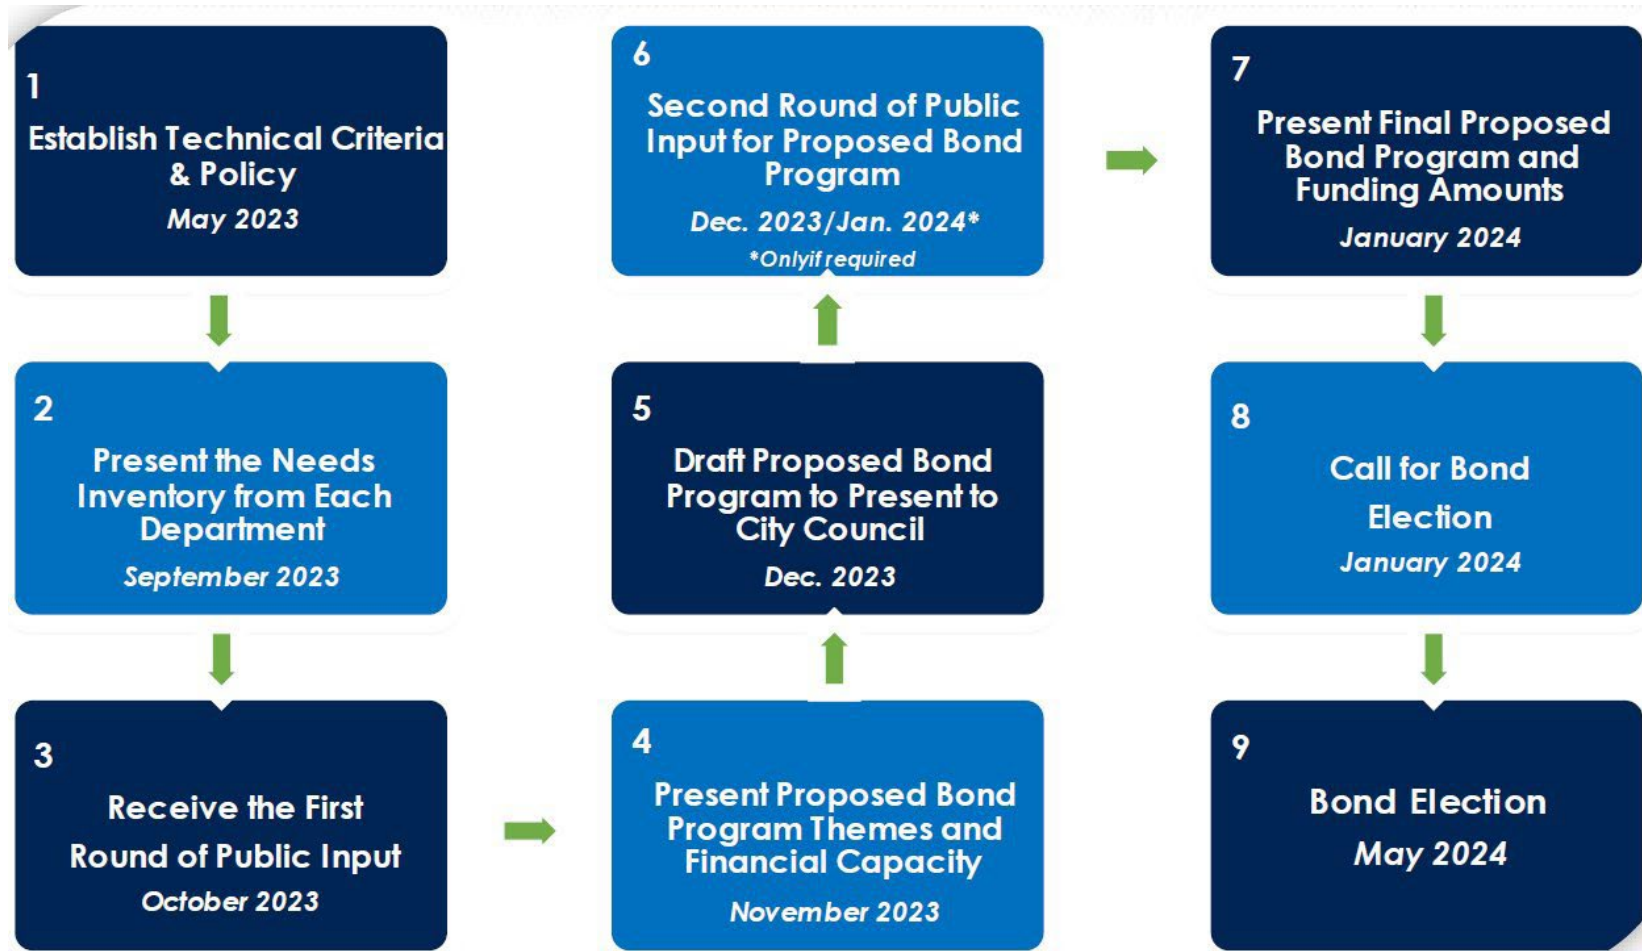 1
Establish Technical Criteria
& Policy
May 2023
2
Present the Needs
Inventory from Each
Department
September 2023
3
Receive the First
Round of Public Input
October 2023
4
Present Proposed Bond
Program Themes and
Financial Capacity
November 2023
5
Draft Proposed Bond
Program to Present to
City Council
Dec. 2023
6
Second Round of Public
Input for Proposed Bond
Program
Dec. 2023/Jan. 2024*
*Onlyif required
7
Present Final Proposed
Bond Program and
Funding Amounts
January 2024
8
Call for Bond
Election
January 2024
9
Bond Election
May 2024